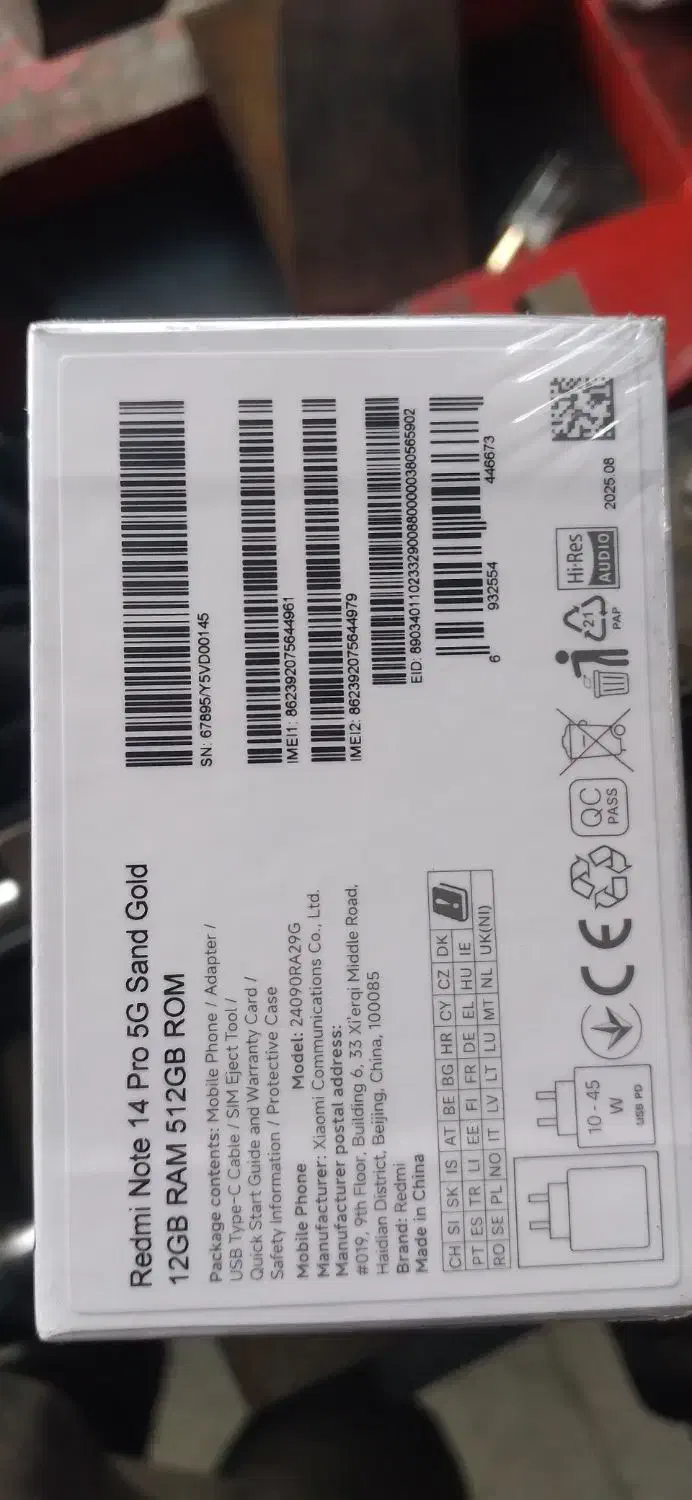 Redmi Note 14 Pro 5G Sand Gold
12GB RAM 512GB ROM
Package contents: Mobile Phone / Adapter /
USB Type-C Cable / SIM Eject Tool /
Quick Start Guide and Warranty Card /
Safety Information / Protective Case
Mobile Phone Model: 24090RA29G
Manufacturer: Xiaomi Communications Co., Ltd.
Manufacturer postal address:
#019, 9th Floor, Building 6, 33 Xi'erqi Middle Road,
Haidian District, Beijing, China, 100085
Brand: Redmi
Made in China
CH SI SK IS AT BE BG HR CY CZ DK
PT ES TR LI EE FI FR DE EL HU IE
RO SE PL NO IT LV LT LU MT NL UK(NI)
10 - 45
W
USB PD
CE
QC
PASS
21
PAP
Hi-Res
AUDIO
2025.08
SN: 67895/Y5VD00145
IMEI1: 862392075644961
IMEI2: 862392075644979
EID: 89034011023329008800000380565902
6 932554 446673